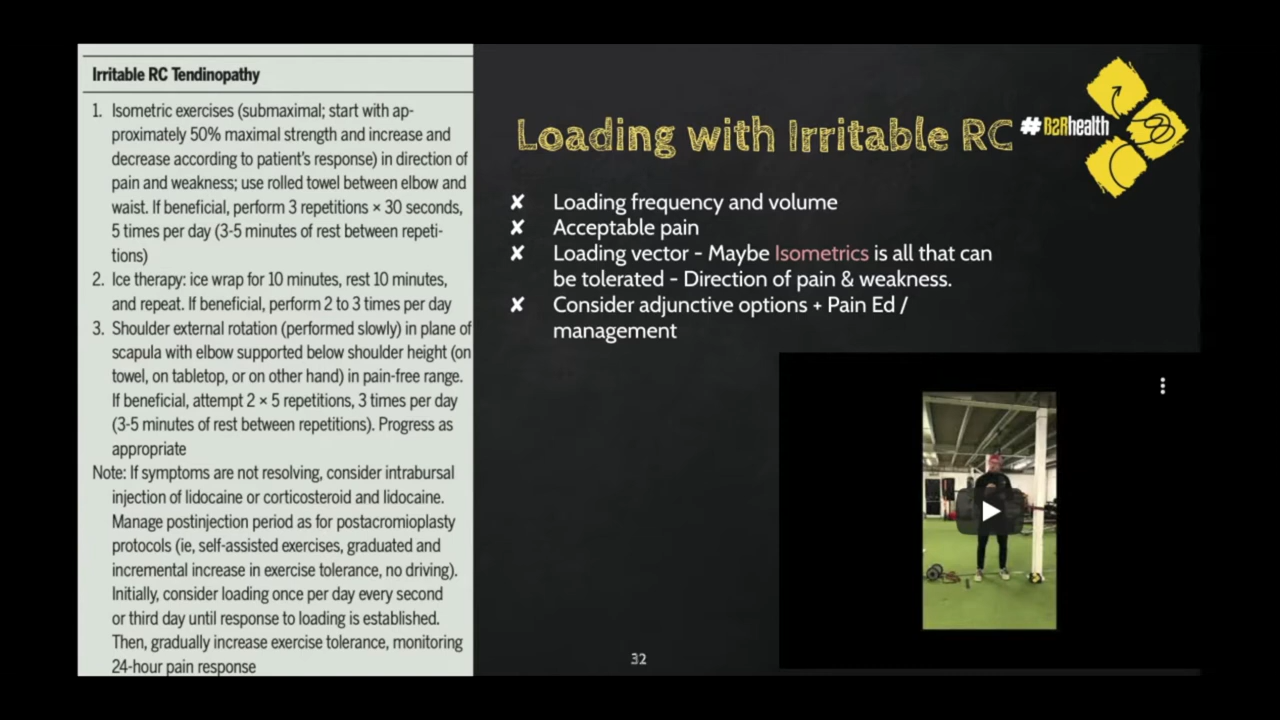 Irritable RC Tendinopathy
1. Isometric exercises (submaximal; start with ap-
proximately 50% maximal strength and increase and
decrease according to patient's response) in direction of
pain and weakness; use rolled towel between elbow and
waist. If beneficial, perform 3 repetitions × 30 seconds,
5 times per day (3-5 minutes of rest between repeti-
tions)
2. Ice therapy: ice wrap for 10 minutes, rest 10 minutes,
and repeat. If beneficial, perform 2 to 3 times per day
3. Shoulder external rotation (performed slowly) in plane of
scapula with elbow supported below shoulder height (on
towel, on tabletop, or on other hand) in pain-free range.
If beneficial, attempt 2 × 5 repetitions, 3 times per day
(3-5 minutes of rest between repetitions). Progress as
appropriate
Note: If symptoms are not resolving, consider intrabursal
injection of lidocaine or corticosteroid and lidocaine.
Manage postinjection period as for postacromioplasty
protocols (ie, self-assisted exercises, graduated and
incremental increase in exercise tolerance, no driving).
Initially, consider loading once per day every second
or third day until response to loading is established.
Then, gradually increase exercise tolerance, monitoring
24-hour pain response
Loading with Irritable RC
#B2Rhealth
✘ Loading frequency and volume
✘ Acceptable pain
✘ Loading vector - Maybe Isometrics is all that can
be tolerated - Direction of pain & weakness.
✘ Consider adjunctive options + Pain Ed /
management
32